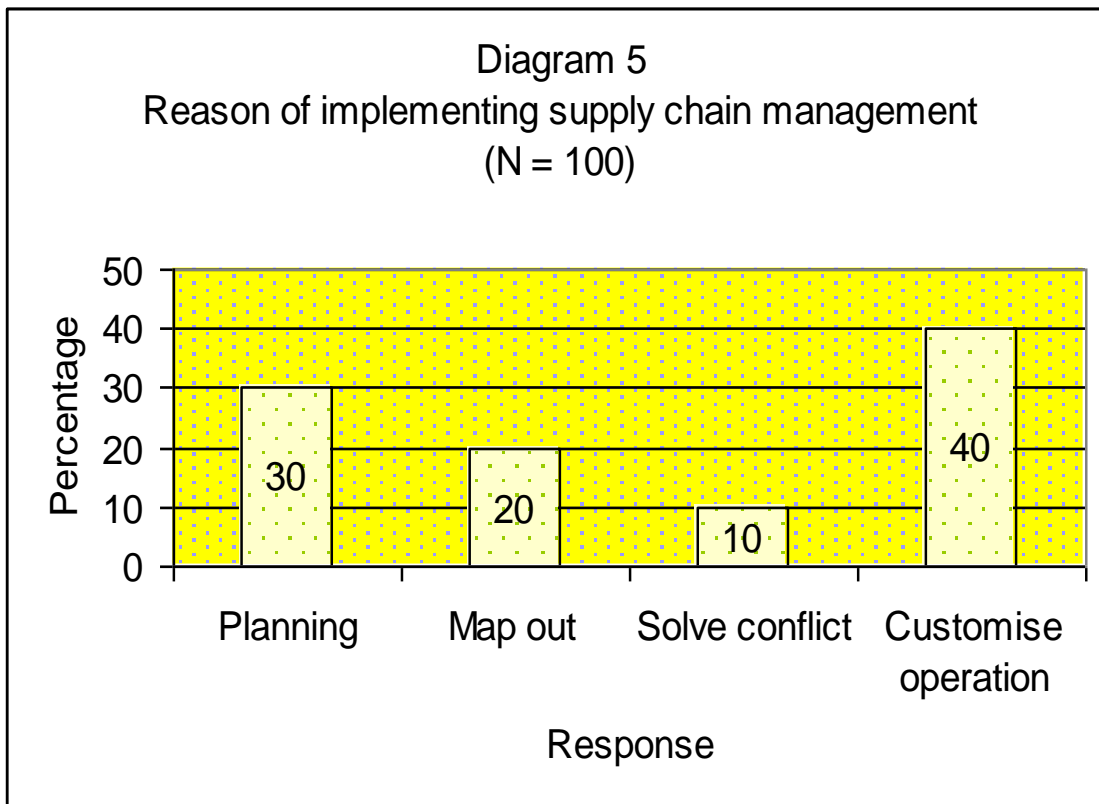 Diagram 5
Reason of implementing supply chain management
(N = 100)
50
40
30
20
10
0
Percentage
30
20
10
40
Planning
Map out
Solve conflict
Customise
operation
Response